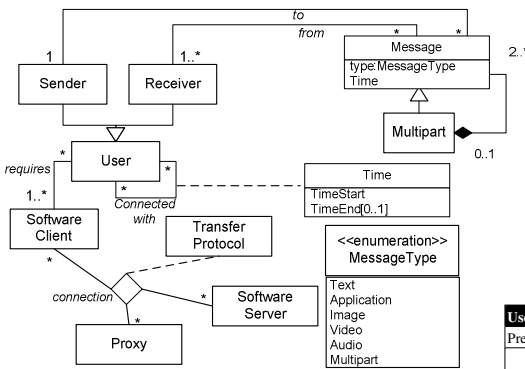 to
from
1
1..*
*
*
Message
type:MessageType
Time
2..*
Sender
Receiver
Multipart
0..1
User
requires
*
*
*
Connected
with
Time
TimeStart
TimeEnd[0..1]
1..*
Software
Client
Transfer
Protocol
<<enumeration>>
MessageType
Text
Application
Image
Video
Audio
Multipart
*
connection
*
Software
Server
*
Proxy